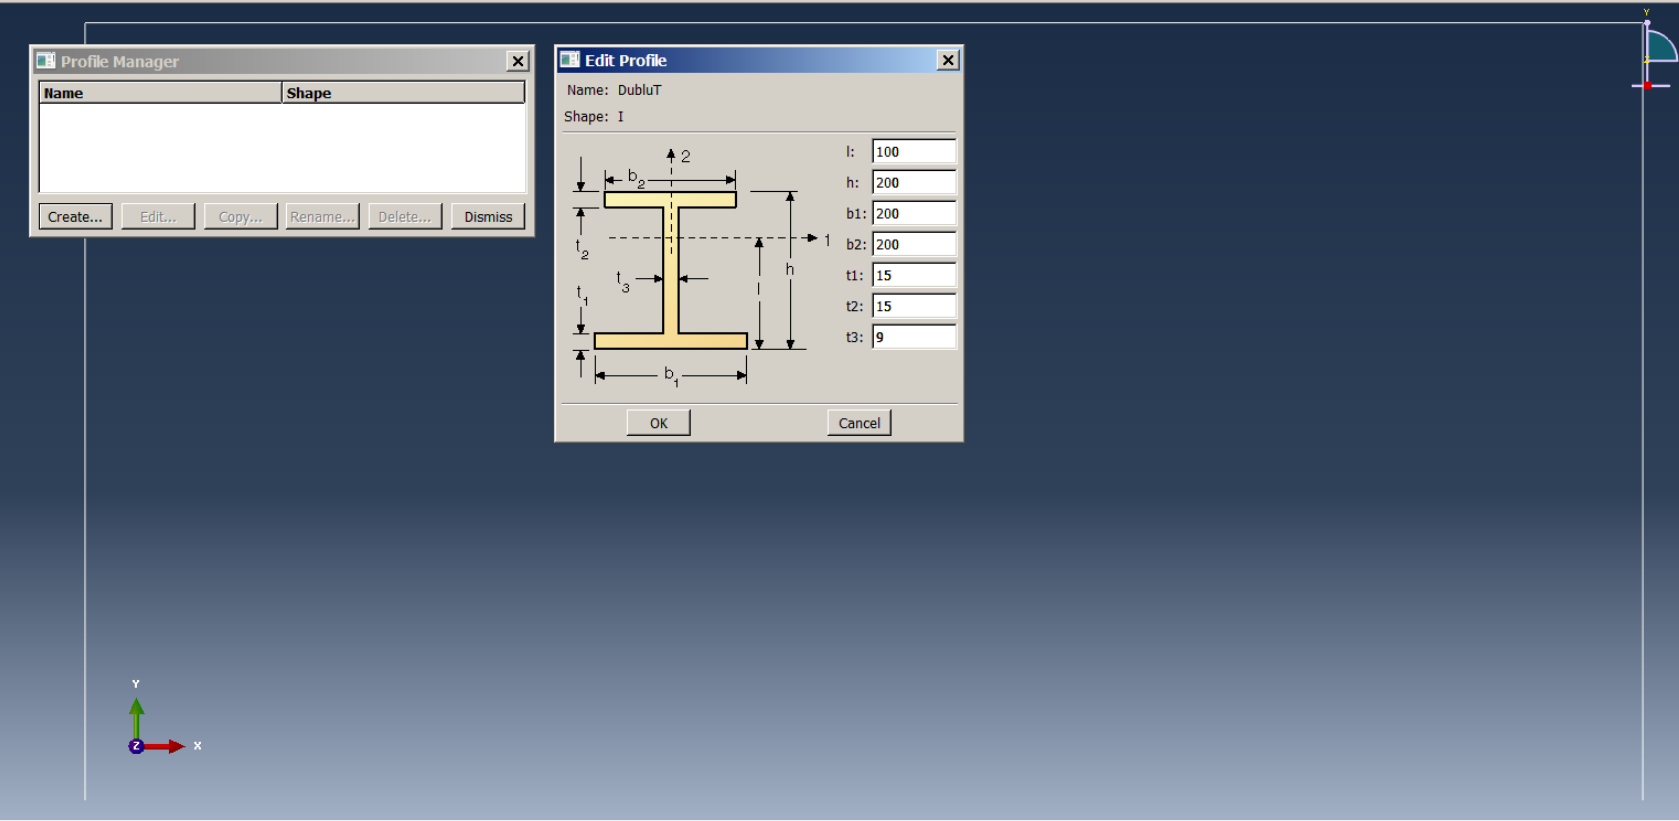 Profile Manager
Name Shape
Create... Edit... Copy... Rename... Delete... Dismiss
Edit Profile
Name: DubluT
Shape: I
2
b2
t2
1
h
l
t3
t1
b1
l: 100
h: 200
b1: 200
b2: 200
t1: 15
t2: 15
t3: 9
OK Cancel
Y
Z
Y
Z X